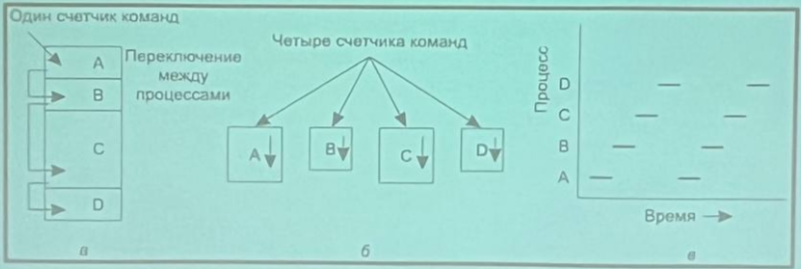 Один счетчик команд
A
B
C
D
Переключение
между
процессами
а
Четыре счетчика команд
A
B
C
D
б
Процесс
D
C
B
A
Время
в